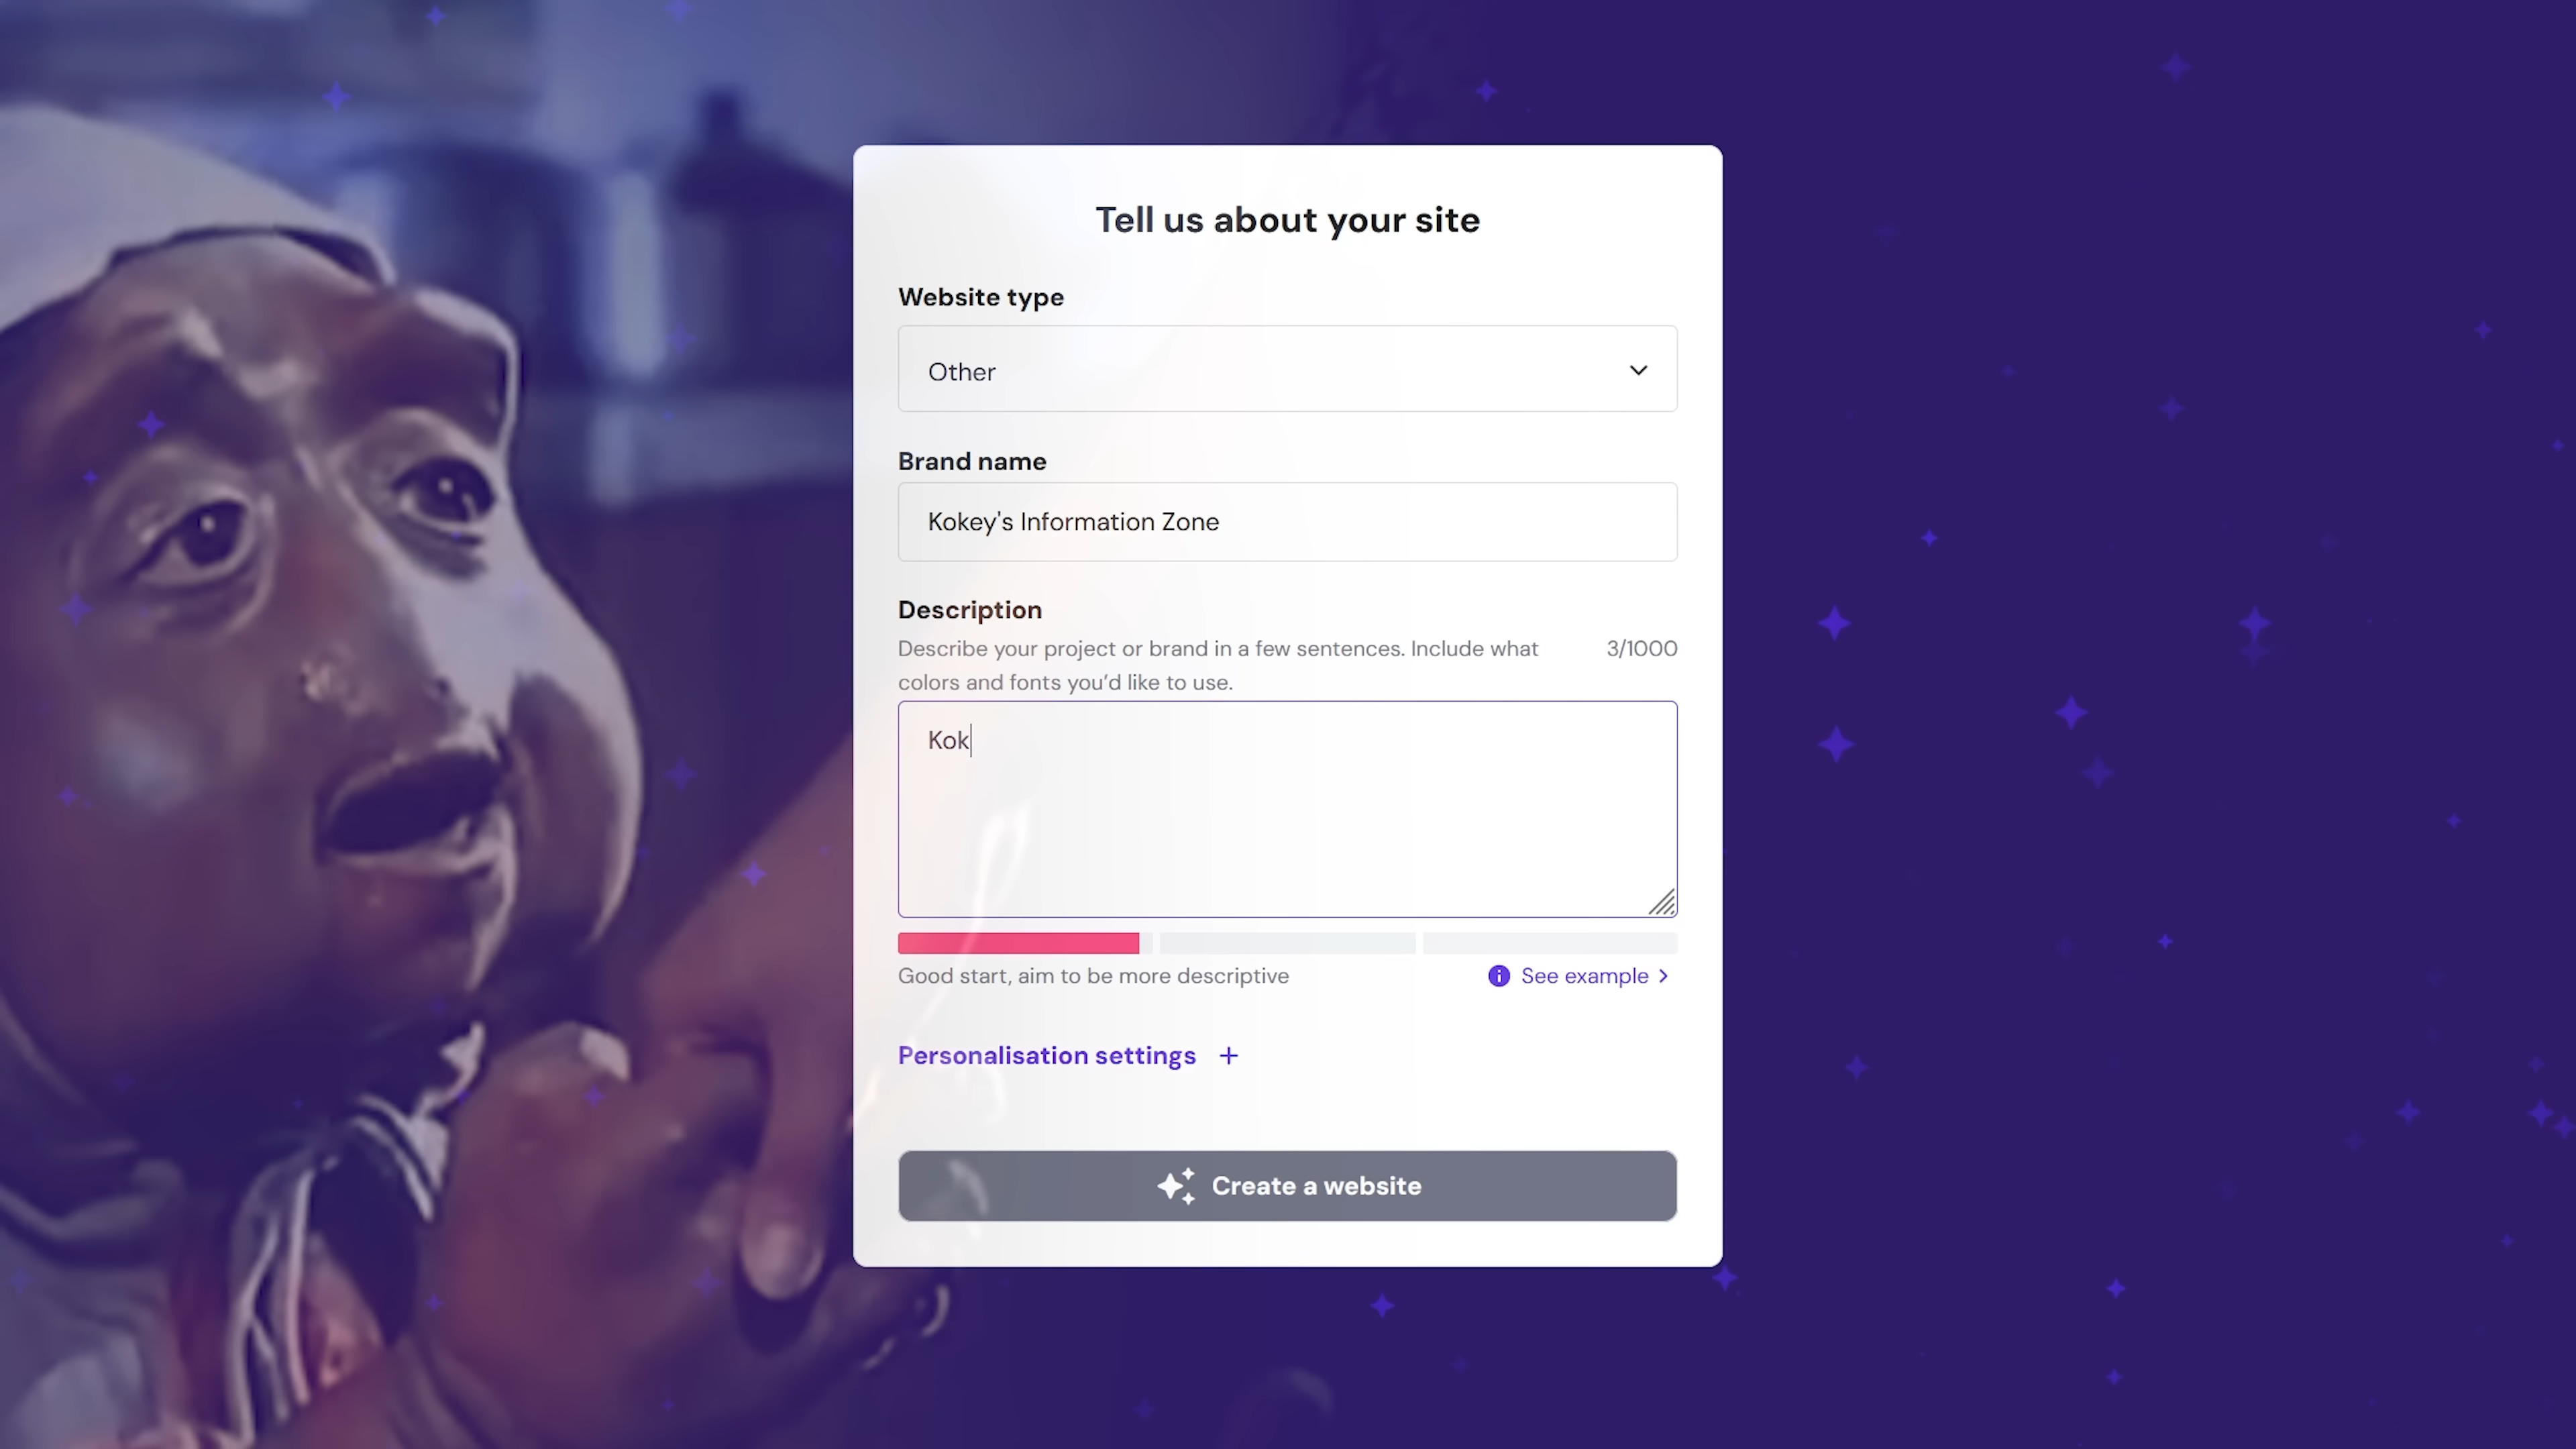 Tell us about your site
Website type
Other
Brand name
Kokey's Information Zone
Description
Describe your project or brand in a few sentences. Include what
colors and fonts you’d like to use.
3/1000
Kok
Good start, aim to be more descriptive
See example
Personalisation settings
Create a website